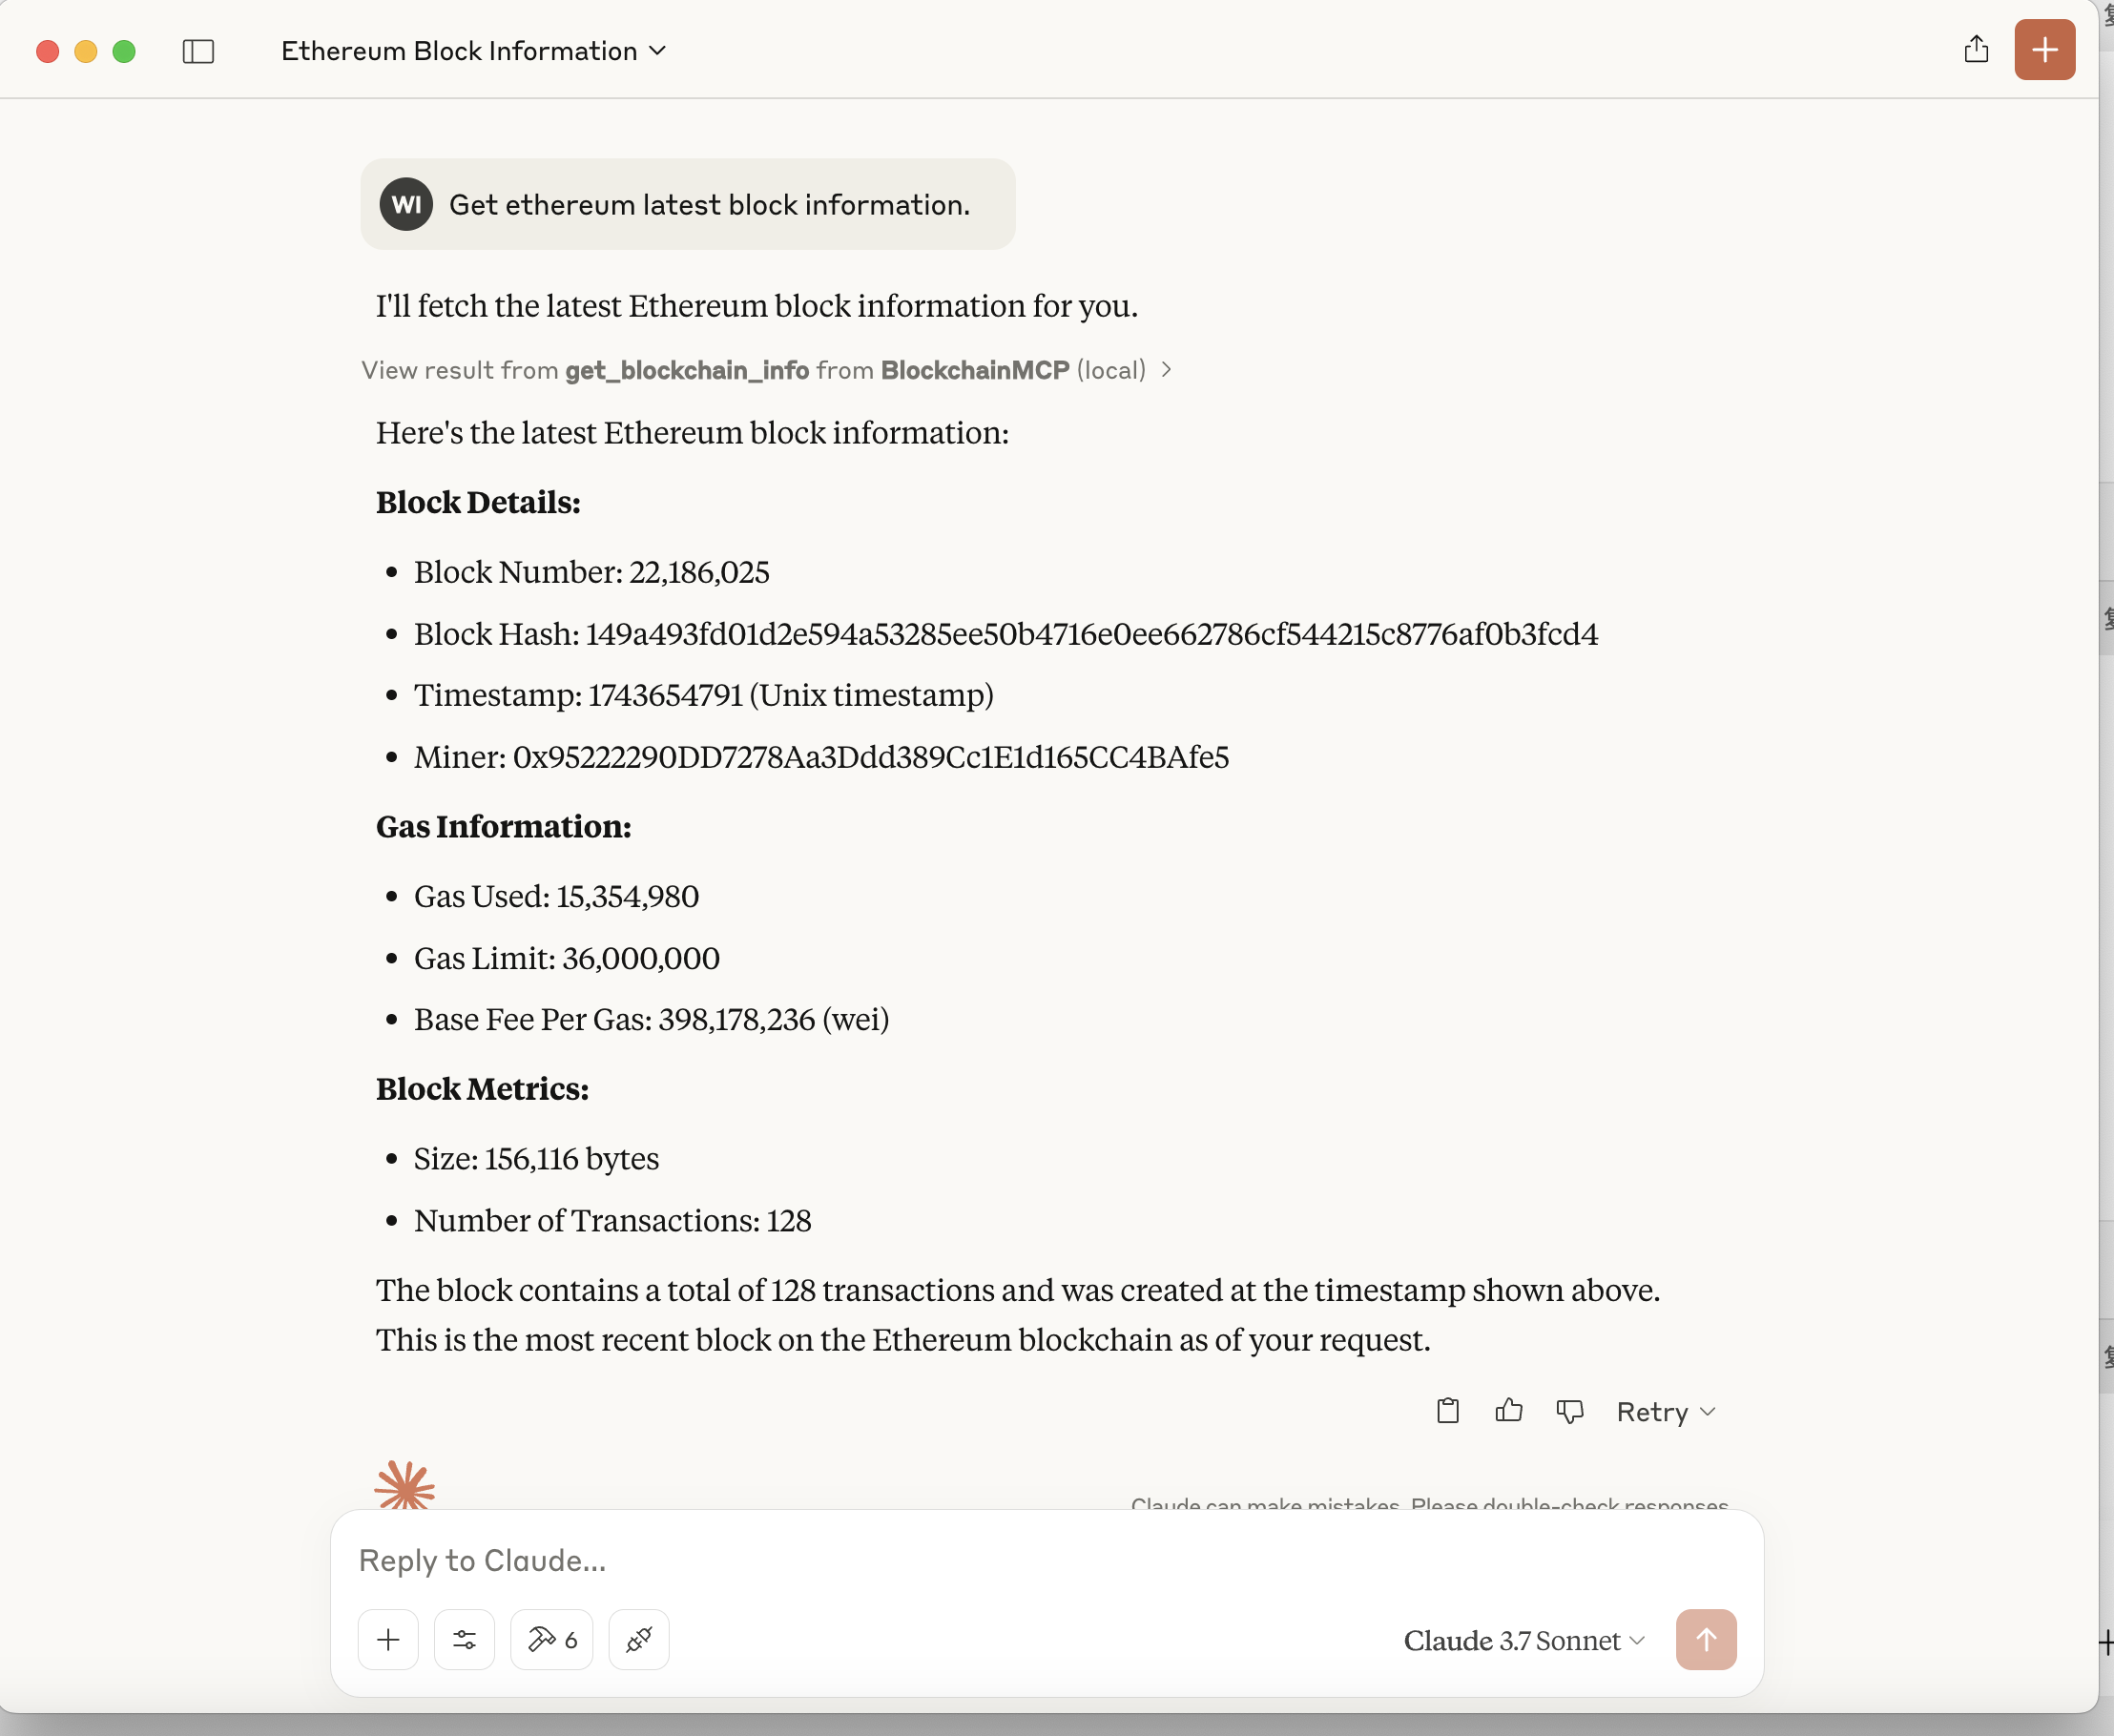 Ethereum Block Information
WI Get ethereum latest block information.
I'll fetch the latest Ethereum block information for you.
View result from get_blockchain_info from BlockchainMCP (local)
Here's the latest Ethereum block information:
Block Details:
• Block Number: 22,186,025
• Block Hash: 149a493fd01d2e594a53285ee50b4716e0ee662786cf544215c8776af0b3fcd4
• Timestamp: 1743654791 (Unix timestamp)
• Miner: 0x95222290DD7278Aa3Ddd389Cc1E1d165CC4BAfe5
Gas Information:
• Gas Used: 15,354,980
• Gas Limit: 36,000,000
• Base Fee Per Gas: 398,178,236 (wei)
Block Metrics:
• Size: 156,116 bytes
• Number of Transactions: 128
The block contains a total of 128 transactions and was created at the timestamp shown above.
This is the most recent block on the Ethereum blockchain as of your request.
Retry
Claude can make mistakes. Please double-check responses.
Reply to Claude...
6
Claude 3.7 Sonnet